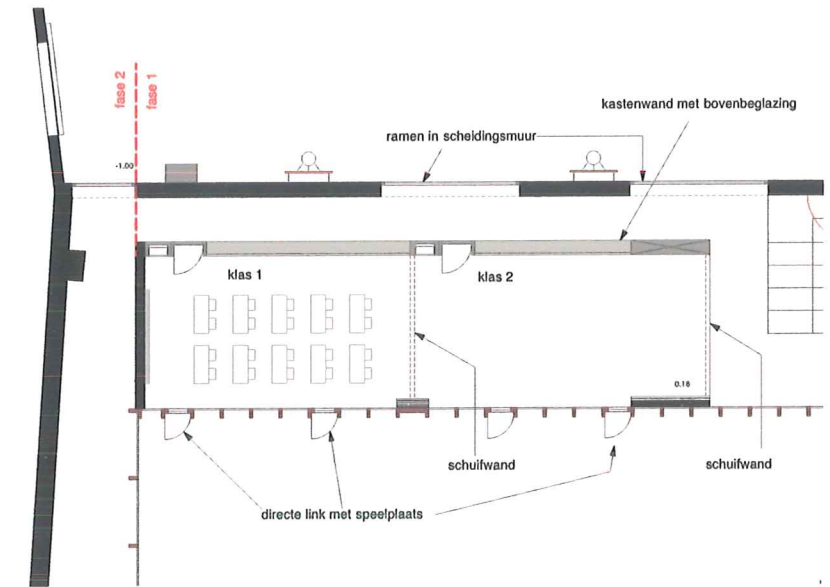 fase 2
fase 1
kastenwand met bovenbeglazing
ramen in scheidingsmuur
-1.00
klas 1
klas 2
0.16
schuifwand
schuifwand
directe link met speelplaats